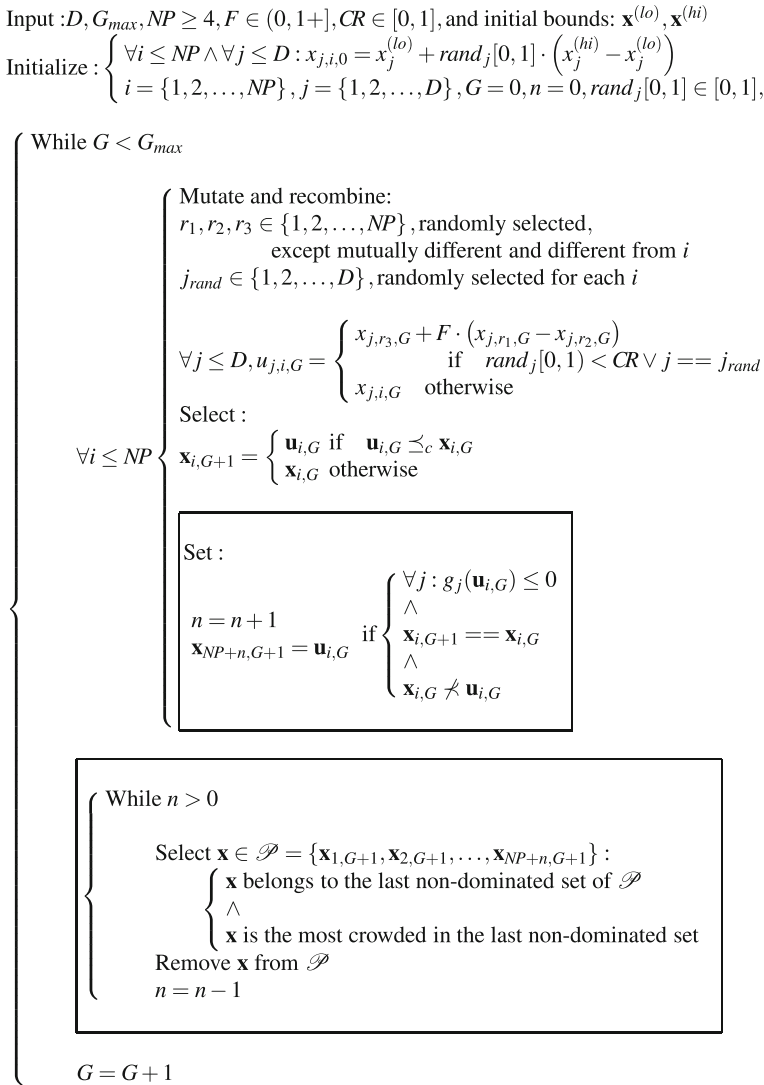 Input :D, G_max, NP ≥ 4, F ∈ (0, 1+], CR ∈ [0, 1], and initial bounds: x^(lo), x^(hi)
Initialize : { ∀i ≤ NP ∧ ∀j ≤ D : x_{j,i,0} = x_j^(lo) + rand_j[0, 1] · (x_j^(hi) − x_j^(lo))
i = {1, 2, ..., NP}, j = {1, 2, ..., D}, G = 0, n = 0, rand_j[0, 1] ∈ [0, 1],
While G < G_max
Mutate and recombine:
r_1, r_2, r_3 ∈ {1, 2, ..., NP}, randomly selected,
except mutually different and different from i
j_rand ∈ {1, 2, ..., D}, randomly selected for each i
∀j ≤ D, u_{j,i,G} = { x_{j,r_3,G} + F · (x_{j,r_1,G} − x_{j,r_2,G})
if rand_j[0, 1) < CR ∨ j == j_rand
x_{j,i,G} otherwise
Select :
∀i ≤ NP { x_{i,G+1} = { u_{i,G} if u_{i,G} ⪯_c x_{i,G}
x_{i,G} otherwise
Set :
n = n + 1
x_{NP+n,G+1} = u_{i,G}
if { ∀j : g_j(u_{i,G}) ≤ 0
∧
x_{i,G+1} == x_{i,G}
∧
x_{i,G} ⊀ u_{i,G}
While n > 0
Select x ∈ 𝒫 = {x_{1,G+1}, x_{2,G+1}, ..., x_{NP+n,G+1}} :
x belongs to the last non-dominated set of 𝒫
∧
x is the most crowded in the last non-dominated set
Remove x from 𝒫
n = n − 1
G = G + 1